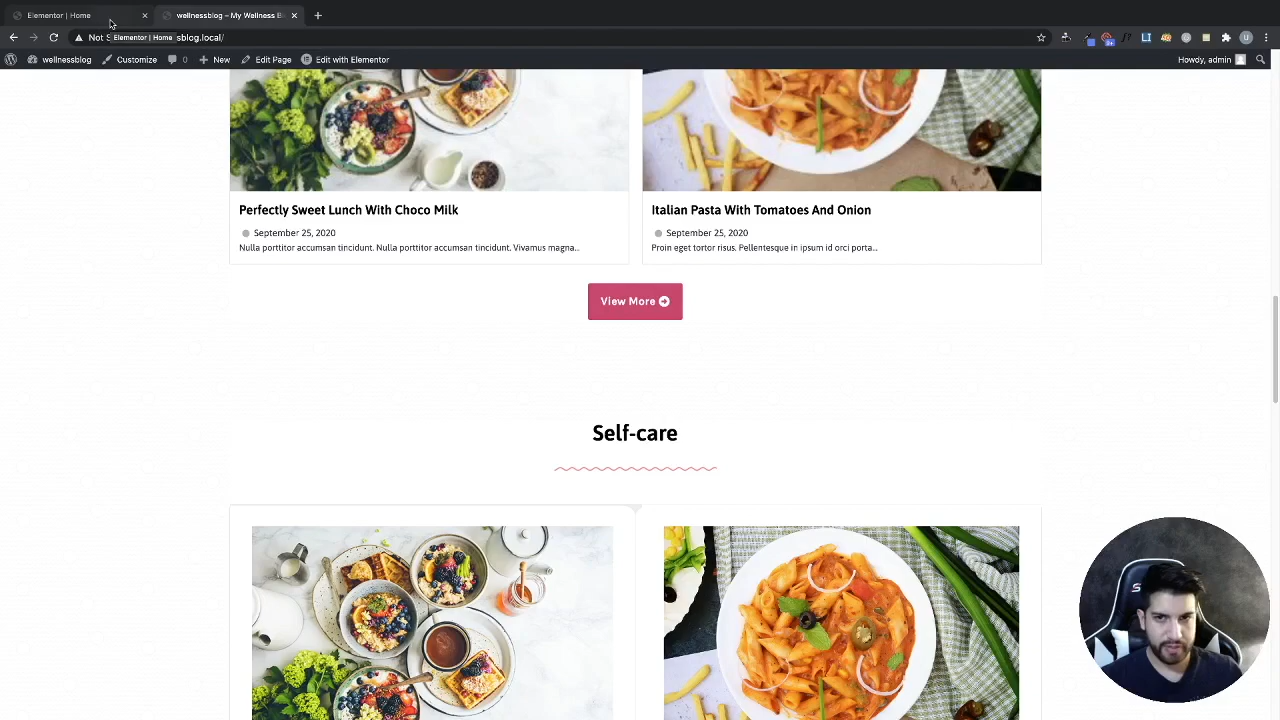 Elementor | Home
wellnessblog – My Wellness B
Not S
Elementor | Home
sblog.local/
wellnessblog
Customize
0
New
Edit Page
Edit with Elementor
Howdy, admin
Perfectly Sweet Lunch With Choco Milk
Italian Pasta With Tomatoes And Onion
September 25, 2020
September 25, 2020
Nulla porttitor accumsan tincidunt. Nulla porttitor accumsan tincidunt. Vivamus magna...
Proin eget tortor risus. Pellentesque in ipsum id orci porta...
View More
Self-care